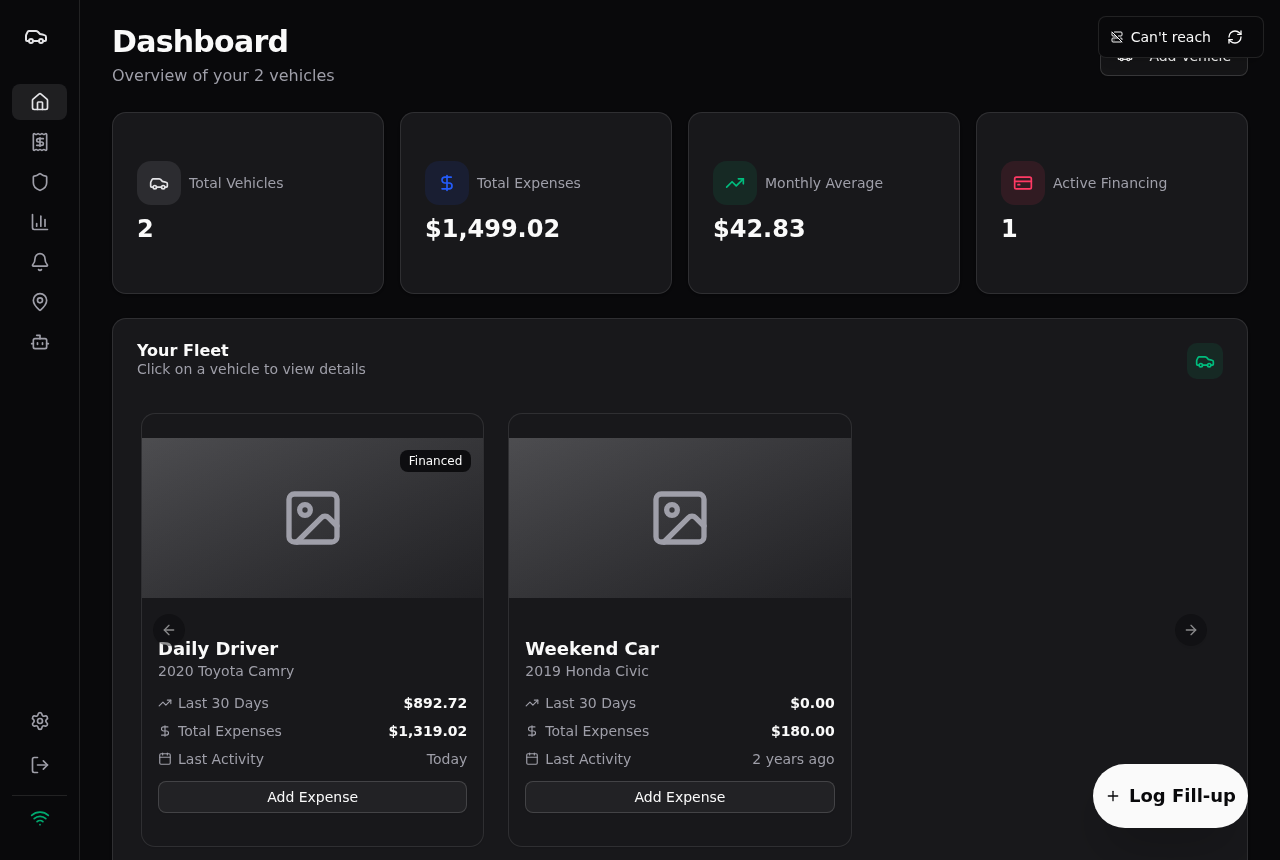 Dashboard
Overview of your 2 vehicles
Can't reach
Add Vehicle
Total Vehicles
2
Total Expenses
$1,499.02
Monthly Average
$42.83
Active Financing
1
Your Fleet
Click on a vehicle to view details
Financed
Daily Driver
2020 Toyota Camry
Last 30 Days $892.72
Total Expenses $1,319.02
Last Activity Today
Add Expense
Weekend Car
2019 Honda Civic
Last 30 Days $0.00
Total Expenses $180.00
Last Activity 2 years ago
Add Expense
Log Fill-up